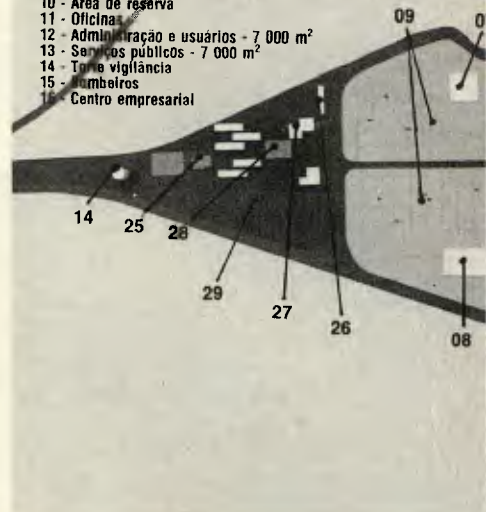 10 - Área de reserva
11 - Oficinas
12 - Administração e usuários - 7 000 m²
13 - Serviços públicos - 7 000 m²
14 - Torre vigilância
15 - Bombeiros
16 - Centro empresarial
09
14
25
28
29
27
26
08